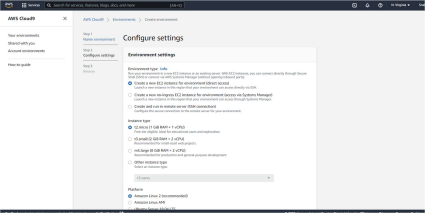 aws
Services
Search for services, features, blogs, docs, and more
[Alt+S]
N. Virginia
AWS Cloud9
×
AWS Cloud9
Environments
Create environment
Your environments
Shared with you
Account environments
How-to guide
Step 1
Name environment
Step 2
Configure settings
Step 3
Review
Configure settings
Environment settings
Environment type Info
Run your environment in a new EC2 instance or an existing server. With EC2 instances, you can connect directly through Secure
Shell (SSH) or connect via AWS Systems Manager (without opening inbound ports).
Create a new EC2 instance for environment (direct access)
Launch a new instance in this region that your environment can access directly via SSH.
Create a new no-ingress EC2 instance for environment (access via Systems Manager)
Launch a new instance in this region that your environment can access through Systems Manager.
Create and run in remote server (SSH connection)
Configure the secure connection to the remote server for your environment.
Instance type
t2.micro (1 GiB RAM + 1 vCPU)
Free-tier eligible. Ideal for educational users and exploration.
t3.small (2 GiB RAM + 2 vCPU)
Recommended for small-sized web projects.
m5.large (8 GiB RAM + 2 vCPU)
Recommended for production and general-purpose development.
Other instance type
Select an instance type.
t3.nano
Platform
Amazon Linux 2 (recommended)
Amazon Linux AMI
Ubuntu Server 18.04 LTS